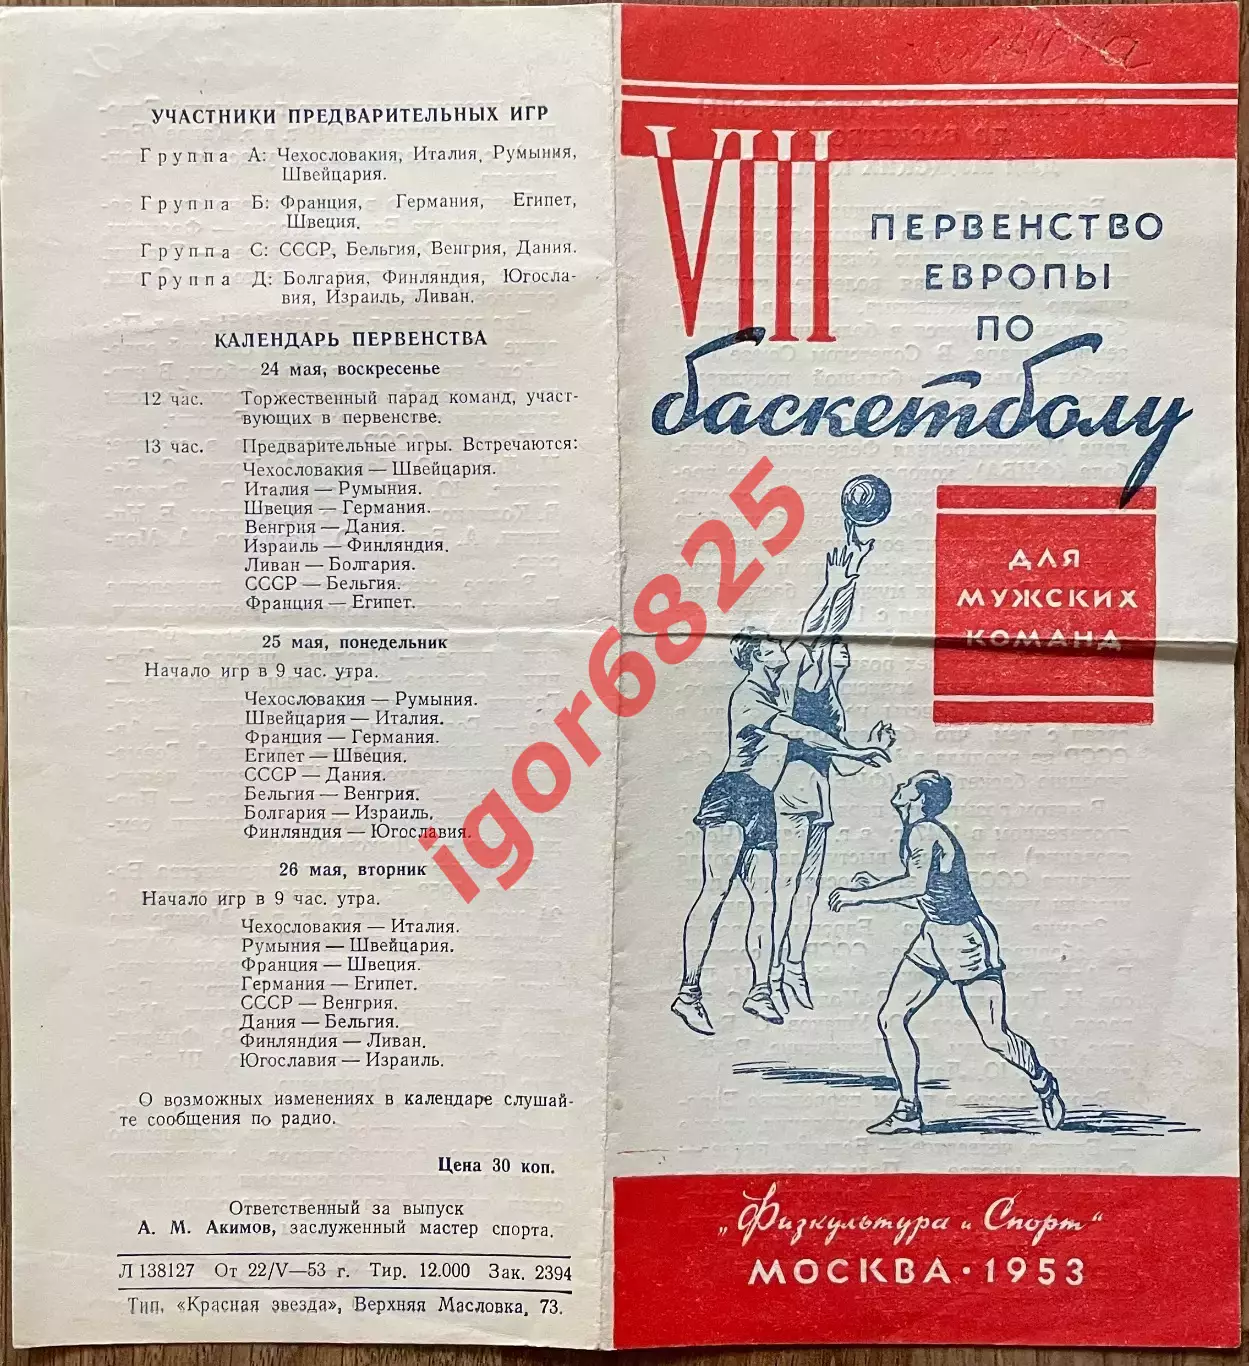 УЧАСТНИКИ ПРЕДВАРИТЕЛЬНЫХ ИГР
Группа А: Чехословакия, Италия, Румыния,
Швейцария.
Группа Б: Франция, Германия, Египет,
Швеция.
Группа С: СССР, Бельгия, Венгрия, Дания.
Группа Д: Болгария, Финляндия, Югосла-
вия, Израиль, Ливан.
КАЛЕНДАРЬ ПЕРВЕНСТВА
24 мая, воскресенье
12 час. Торжественный парад команд, участ-
вующих в первенстве.
13 час. Предварительные игры. Встречаются:
Чехословакия — Швейцария.
Италия — Румыния.
Швеция — Германия.
Венгрия — Дания.
Израиль — Финляндия.
Ливан — Болгария.
СССР — Бельгия.
Франция — Египет.
25 мая, понедельник
Начало игр в 9 час. утра.
Чехословакия — Румыния.
Швейцария — Италия.
Франция — Германия.
Египет — Швеция.
СССР — Дания.
Бельгия — Венгрия.
Болгария — Израиль.
Финляндия — Югославия.
26 мая, вторник
Начало игр в 9 час. утра.
Чехословакия — Италия.
Румыния — Швейцария.
Франция — Швеция.
Германия — Египет.
СССР — Венгрия.
Дания — Бельгия.
Финляндия — Ливан.
Югославия — Израиль.
О возможных изменениях в календаре слушай-
те сообщения по радио.
Цена 30 коп.
Ответственный за выпуск
А. М. Акимов, заслуженный мастер спорта.
Л 138127 От 22/V—53 г. Тир. 12.000 Зак. 2394
Тип. «Красная звезда», Верхняя Масловка, 73.
VIII
ПЕРВЕНСТВО
ЕВРОПЫ
ПО
баскетболу
ДЛЯ
МУЖСКИХ
КОМАНД
„Физкультура и Спорт"
МОСКВА · 1953
igor6825